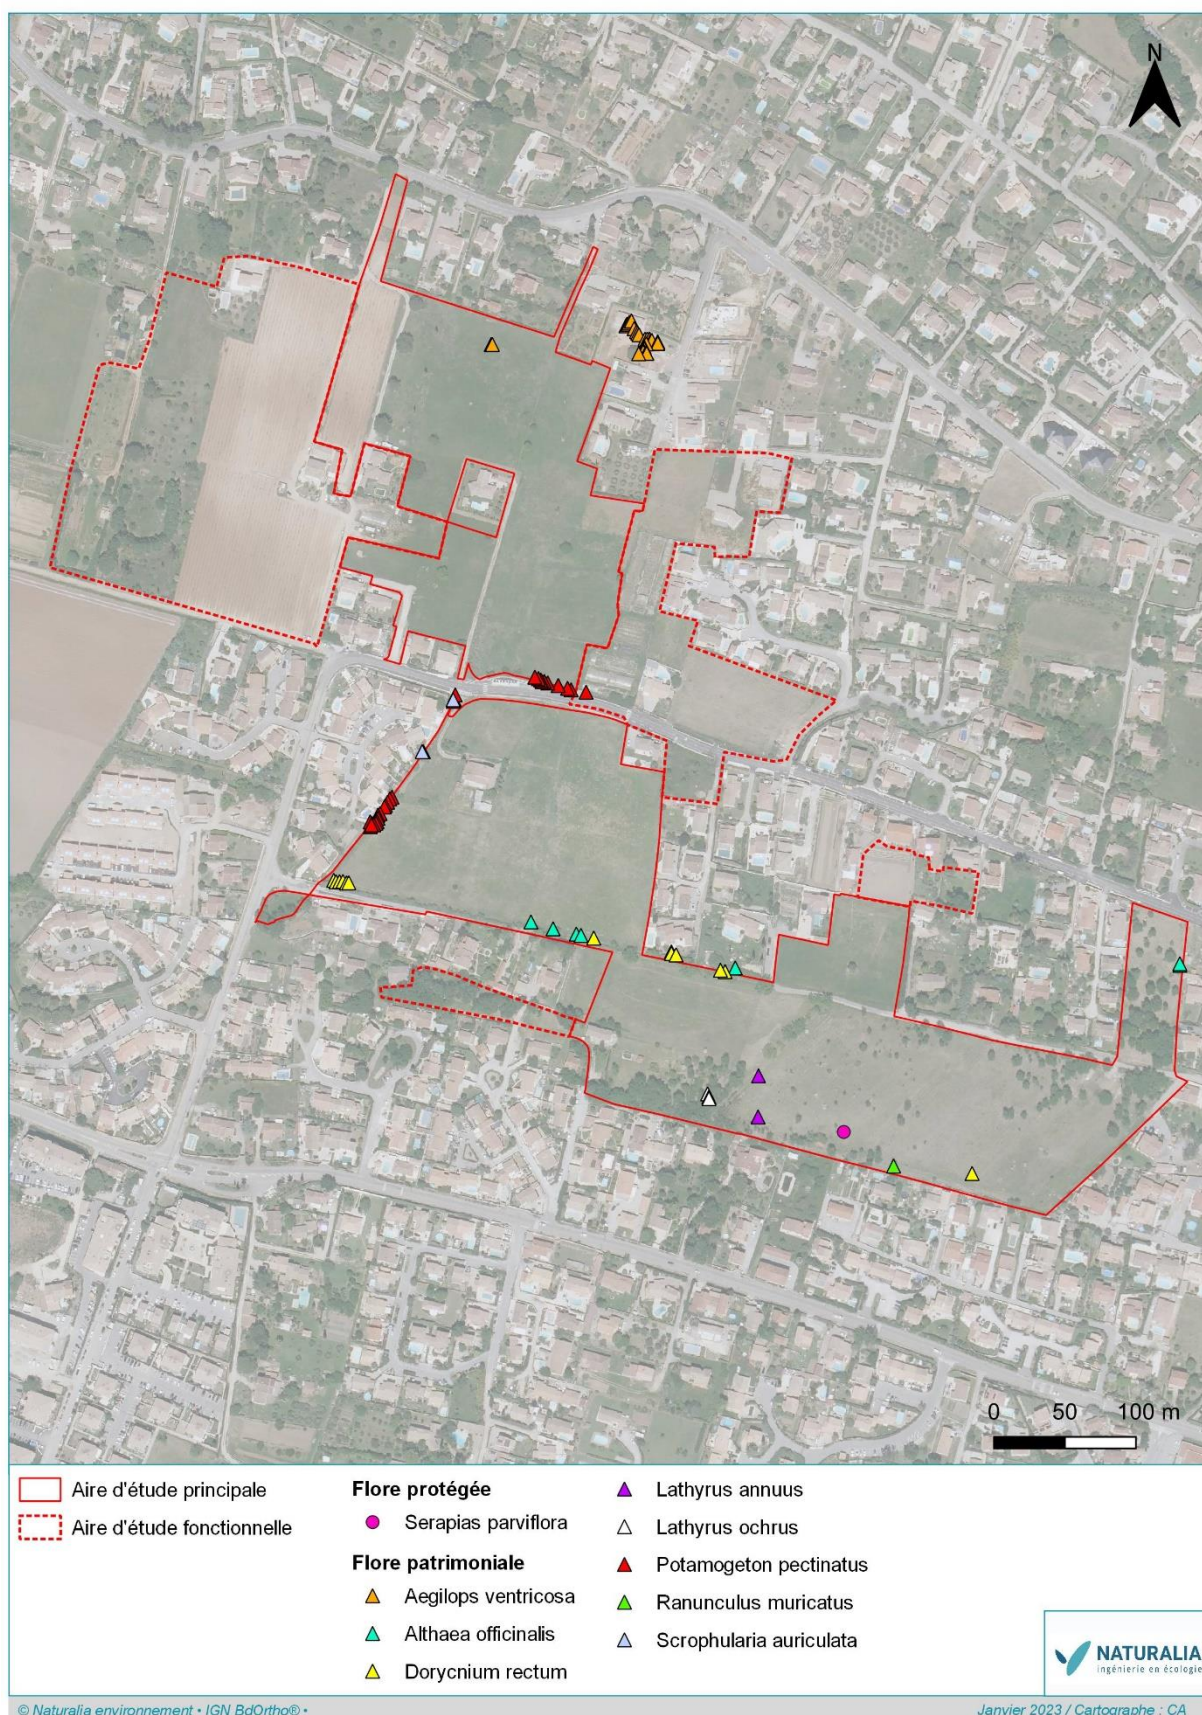 N
0 50 100 m
Aire d'étude principale
Aire d'étude fonctionnelle
Flore protégée
Serapias parviflora
Flore patrimoniale
Aegilops ventricosa
Althaea officinalis
Dorycnium rectum
Lathyrus annuus
Lathyrus ochrus
Potamogeton pectinatus
Ranunculus muricatus
Scrophularia auriculata
NATURALIA
ingénierie en écologie
© Naturalia environnement • IGN BdOrtho® •
Janvier 2023 / Cartographe : CA